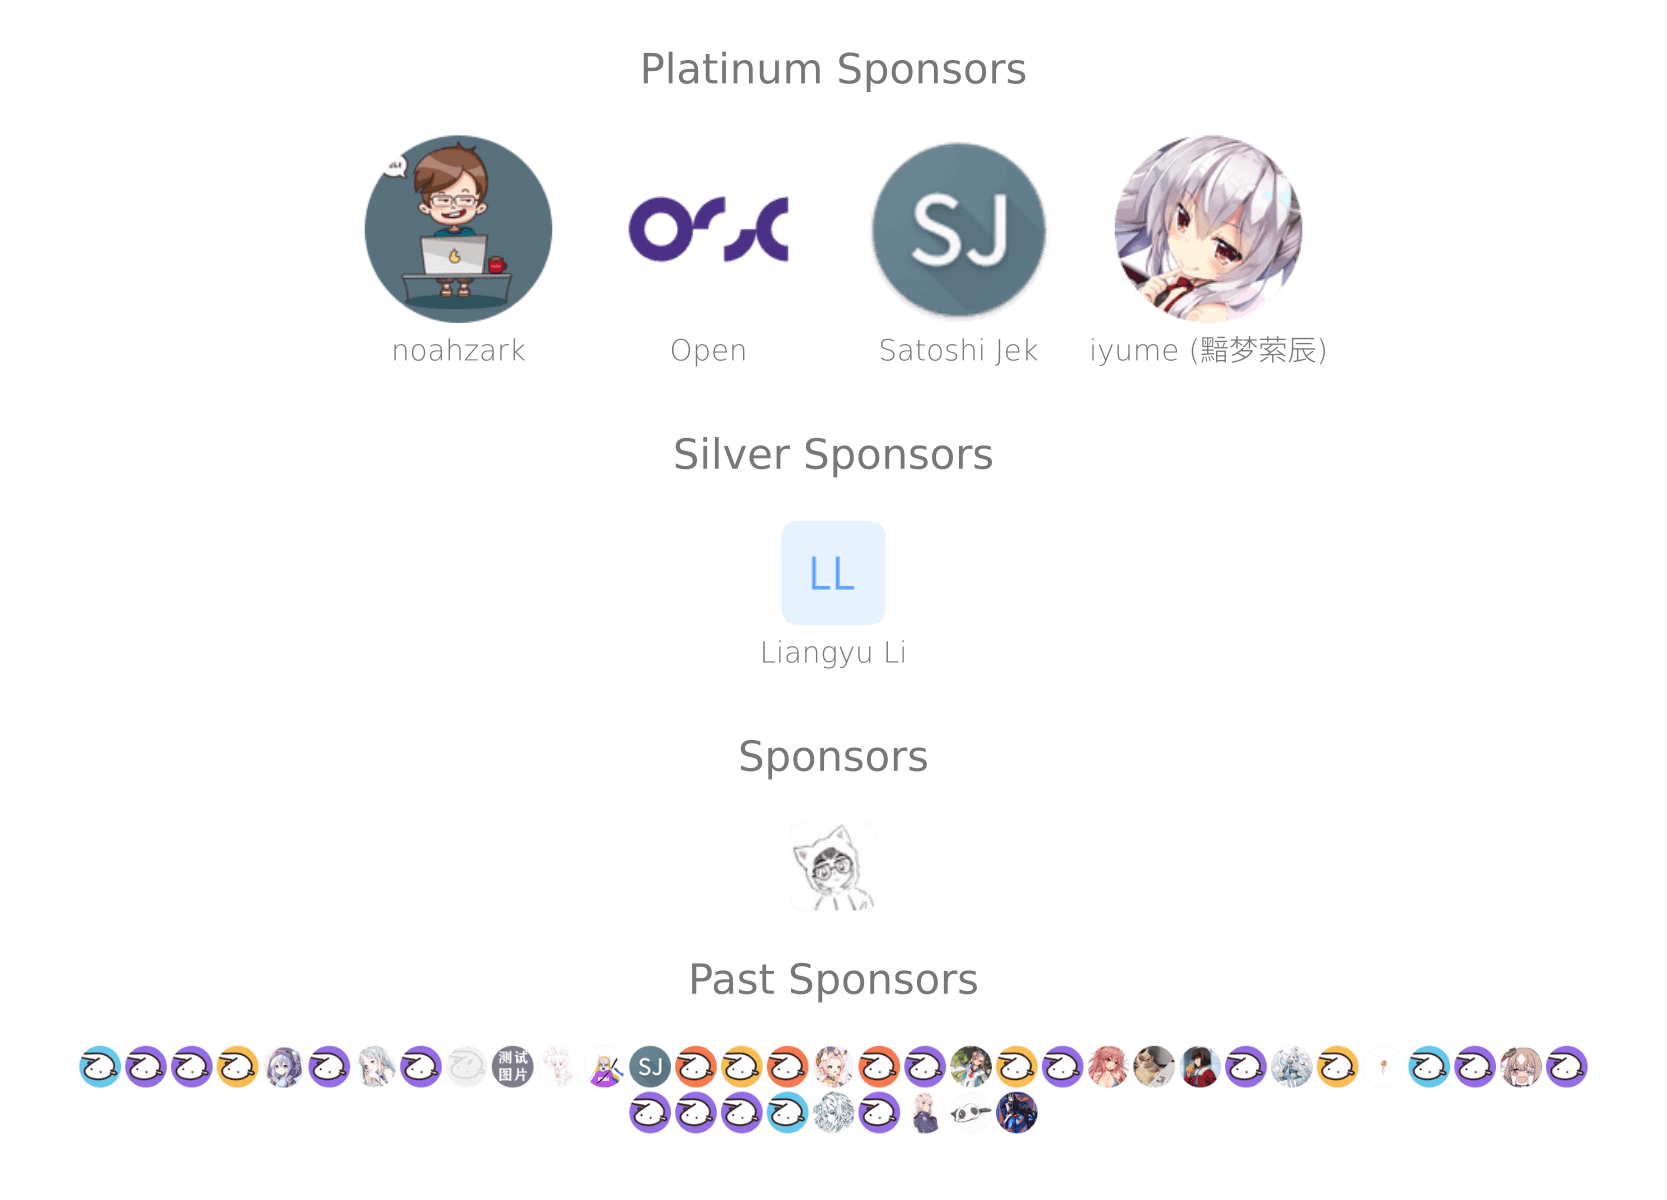 Platinum Sponsors
SJ
noahzark
Open
Satoshi Jek
iyume (黯梦萦辰)
Silver Sponsors
LL
Liangyu Li
Sponsors
Past Sponsors
测试
图片
SJ